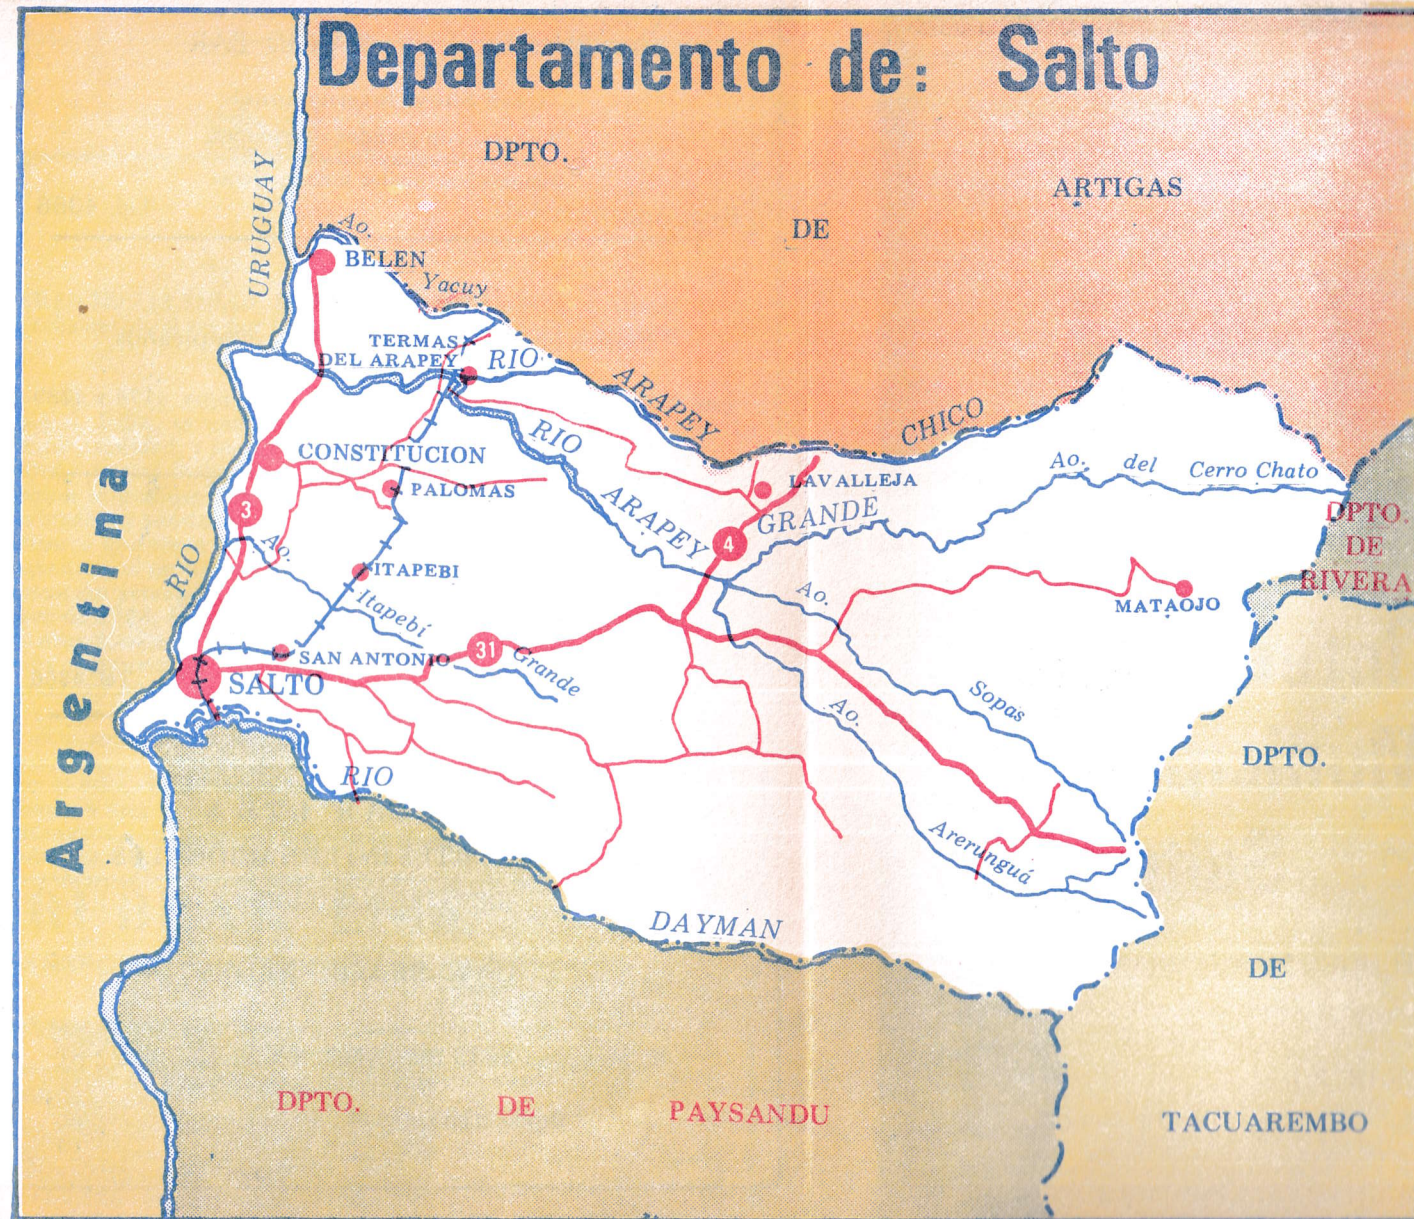 Departamento de: Salto
DPTO.
DE
ARTIGAS
URUGUAY
RIO
Argentina
Ao.
Yacuy
BELEN
TERMAS
DEL ARAPEY
RIO
ARAPEY
CHICO
RIO
ARAPEY
GRANDE
CONSTITUCION
PALOMAS
LAVALLEJA
Ao. del Cerro Chato
3
4
Ao.
Itapebí
Grande
ITAPEBI
31
SAN ANTONIO
SALTO
MATAOJO
Ao.
Sopas
Ao.
Arerunguá
RIO
DAYMAN
DPTO.
DE
RIVERA
DPTO.
DE
TACUAREMBO
DPTO. DE PAYSANDU